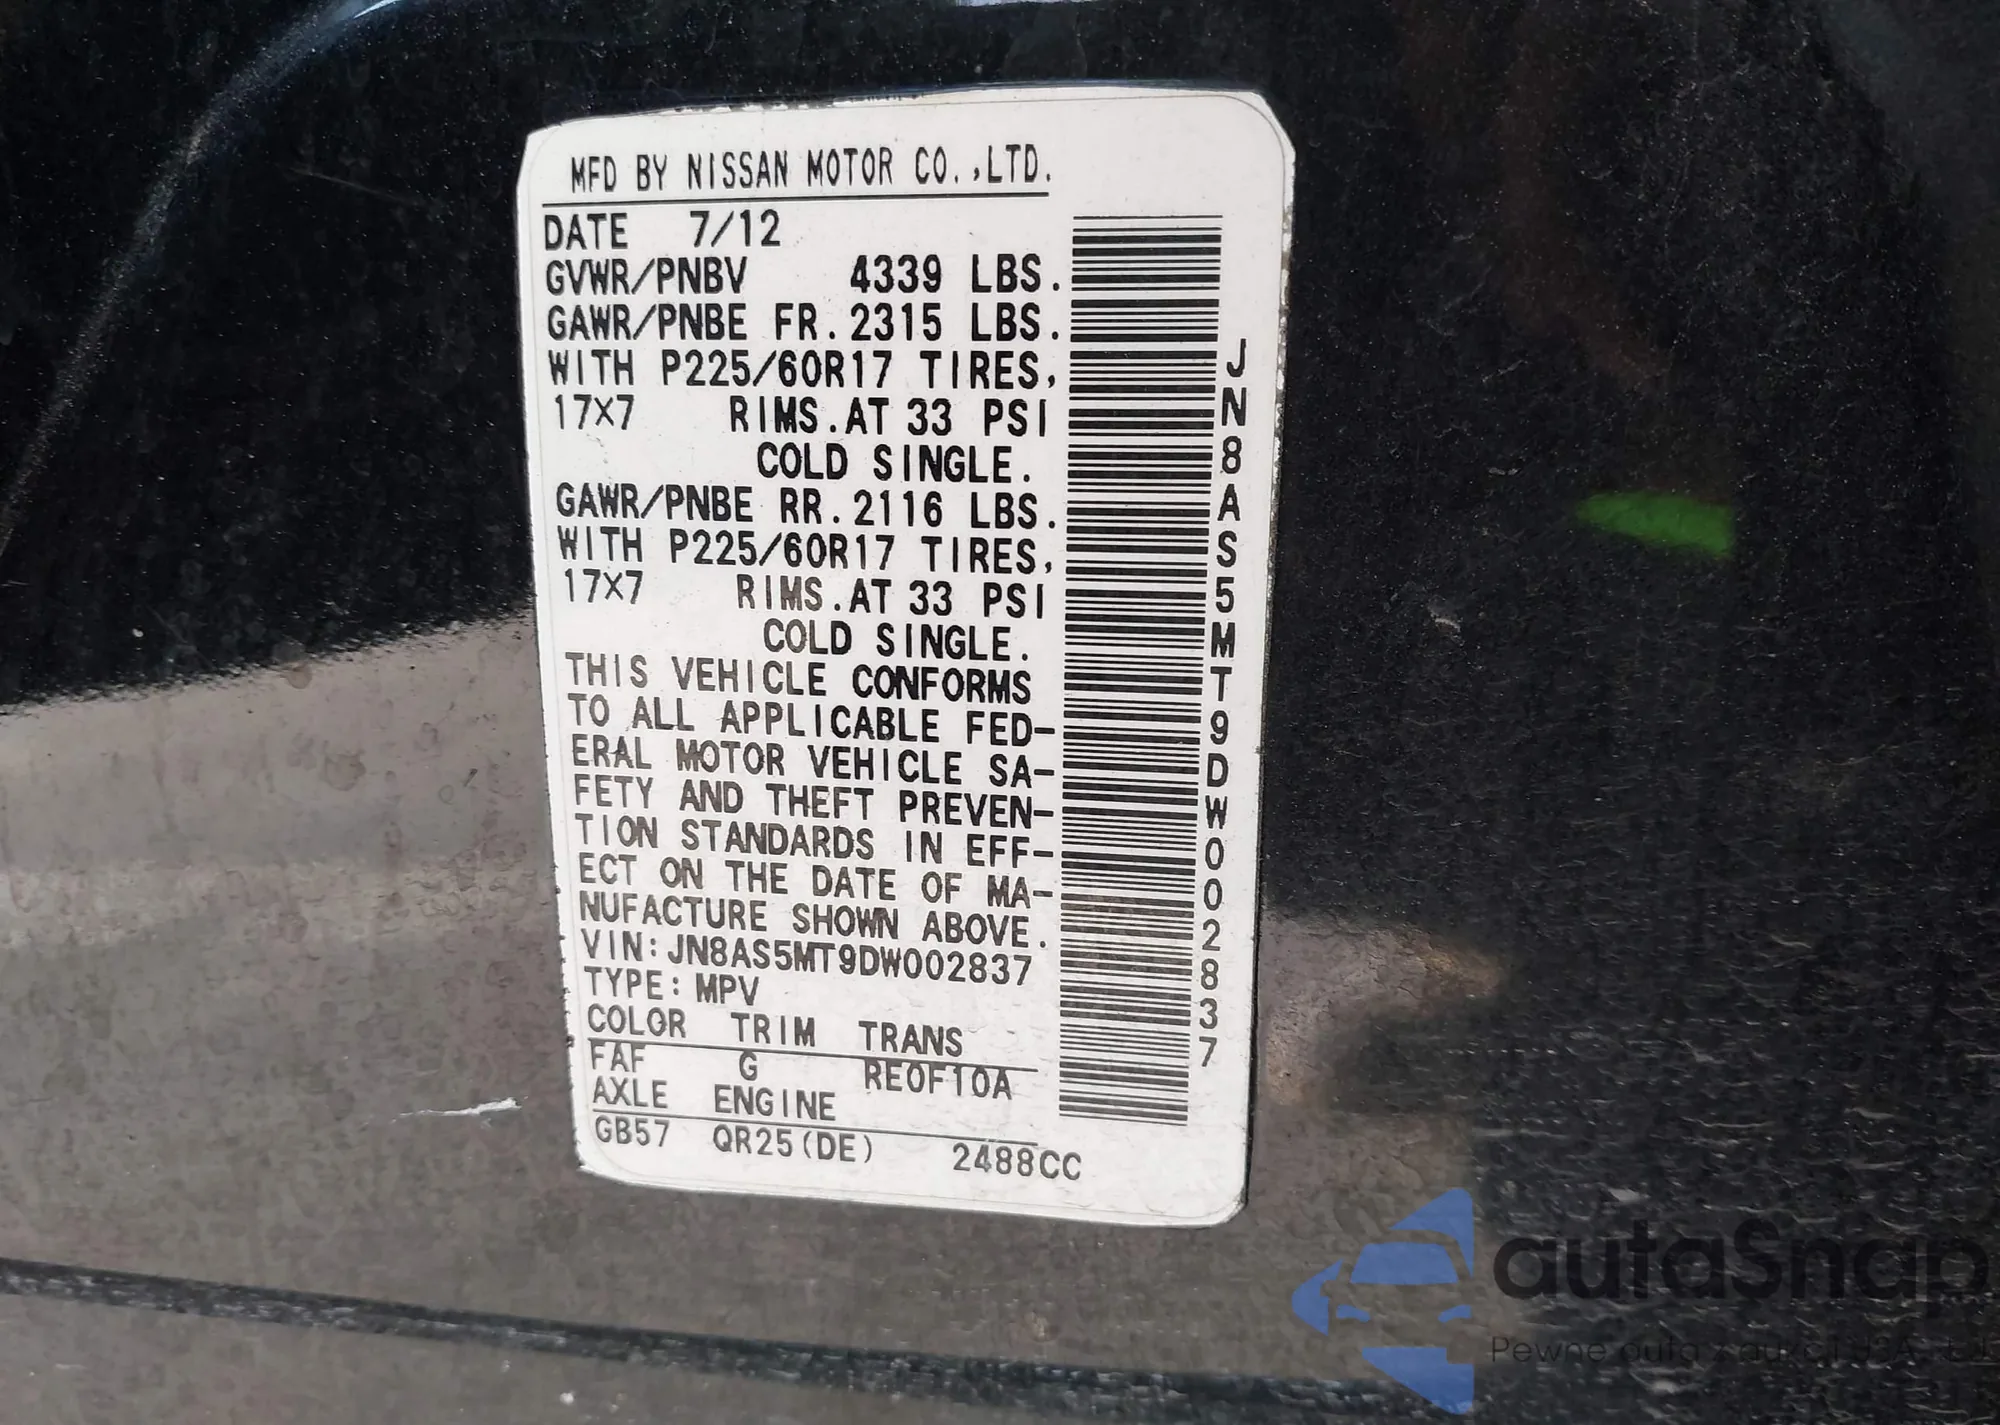 MFD BY NISSAN MOTOR CO.,LTD.
DATE 7/12
GVWR/PNBV 4339 LBS.
GAWR/PNBE FR. 2315 LBS.
WITH P225/60R17 TIRES,
17X7 RIMS.AT 33 PSI
COLD SINGLE.
GAWR/PNBE RR. 2116 LBS.
WITH P225/60R17 TIRES,
17X7 RIMS.AT 33 PSI
COLD SINGLE.
THIS VEHICLE CONFORMS
TO ALL APPLICABLE FED-
ERAL MOTOR VEHICLE SA-
FETY AND THEFT PREVEN-
TION STANDARDS IN EFF-
ECT ON THE DATE OF MA-
NUFACTURE SHOWN ABOVE.
VIN: JN8AS5MT9DW002837
TYPE: MPV
COLOR TRIM TRANS
FAF G RE0F10A
AXLE ENGINE
GB57 QR25(DE) 2488CC
JN8AS5MT9DW002837
autaSnap
Pewne auta z